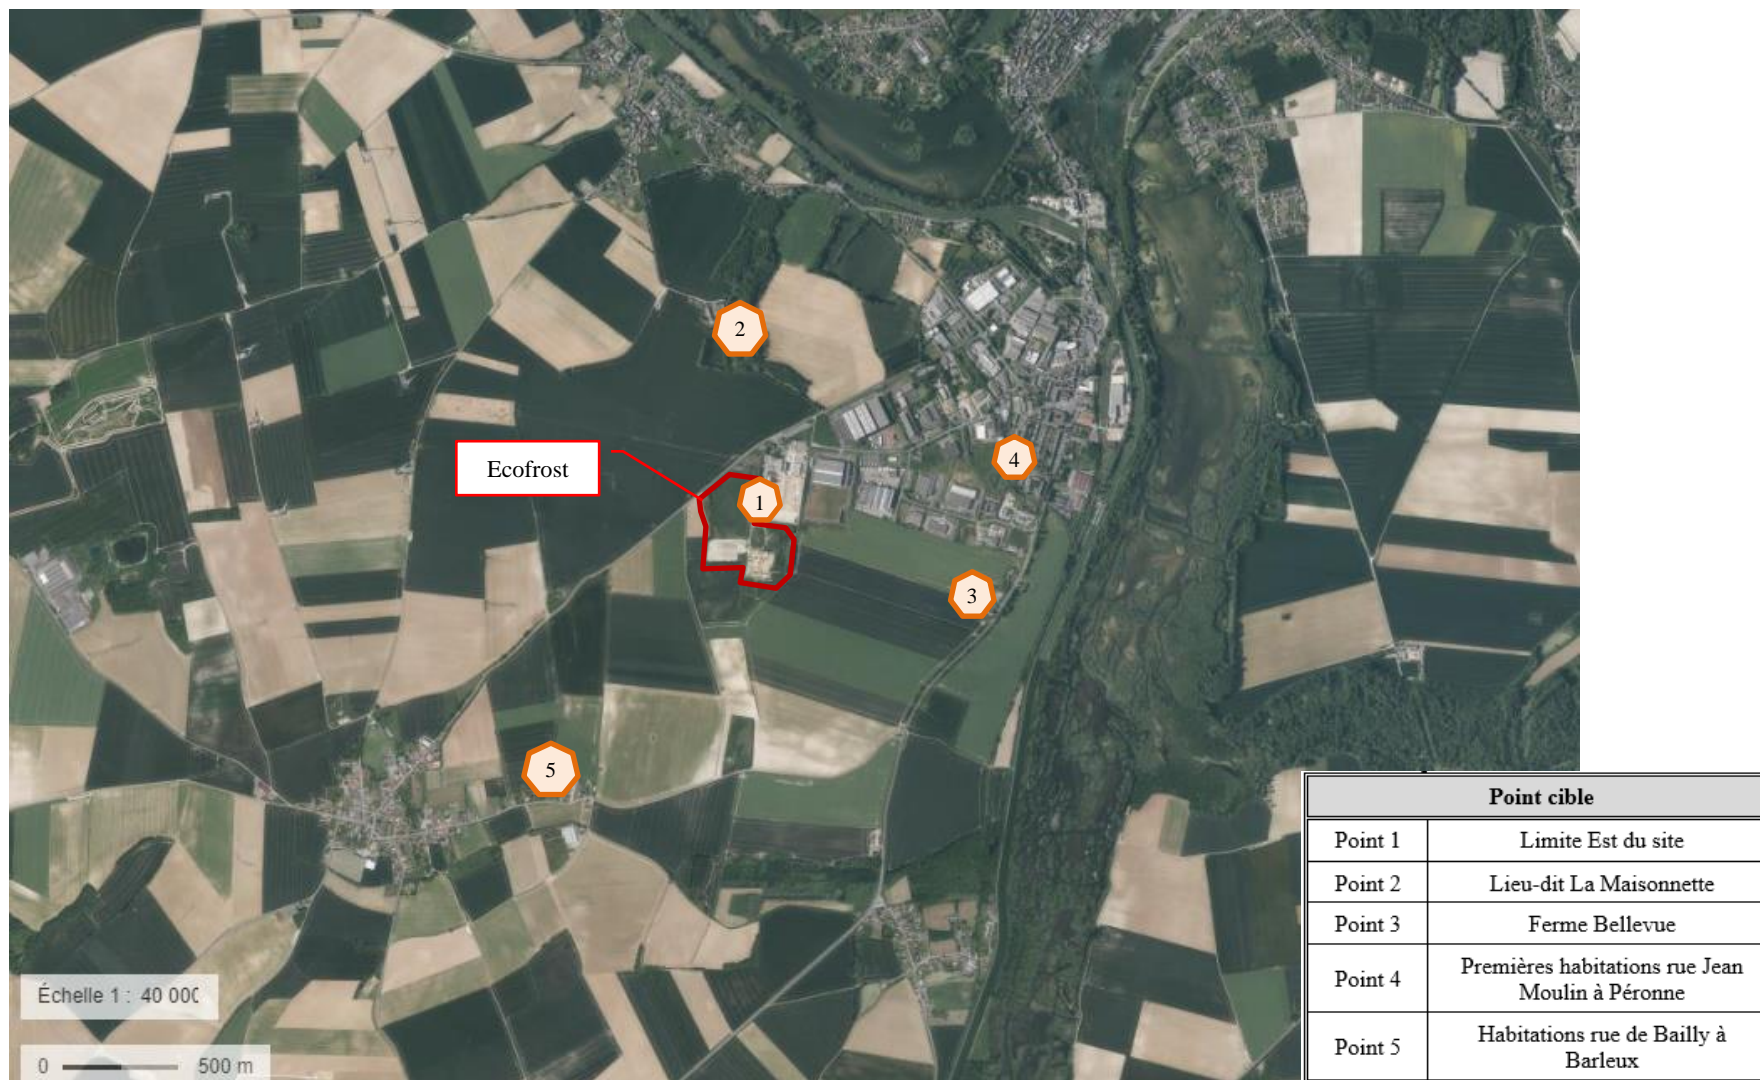 2
Ecofrost
4
1
3
5
Échelle 1 : 40 000
0 500 m
Point cible
Point 1 Limite Est du site
Point 2 Lieu-dit La Maisonnette
Point 3 Ferme Bellevue
Point 4 Premières habitations rue Jean
Moulin à Péronne
Point 5 Habitations rue de Bailly à
Barleux